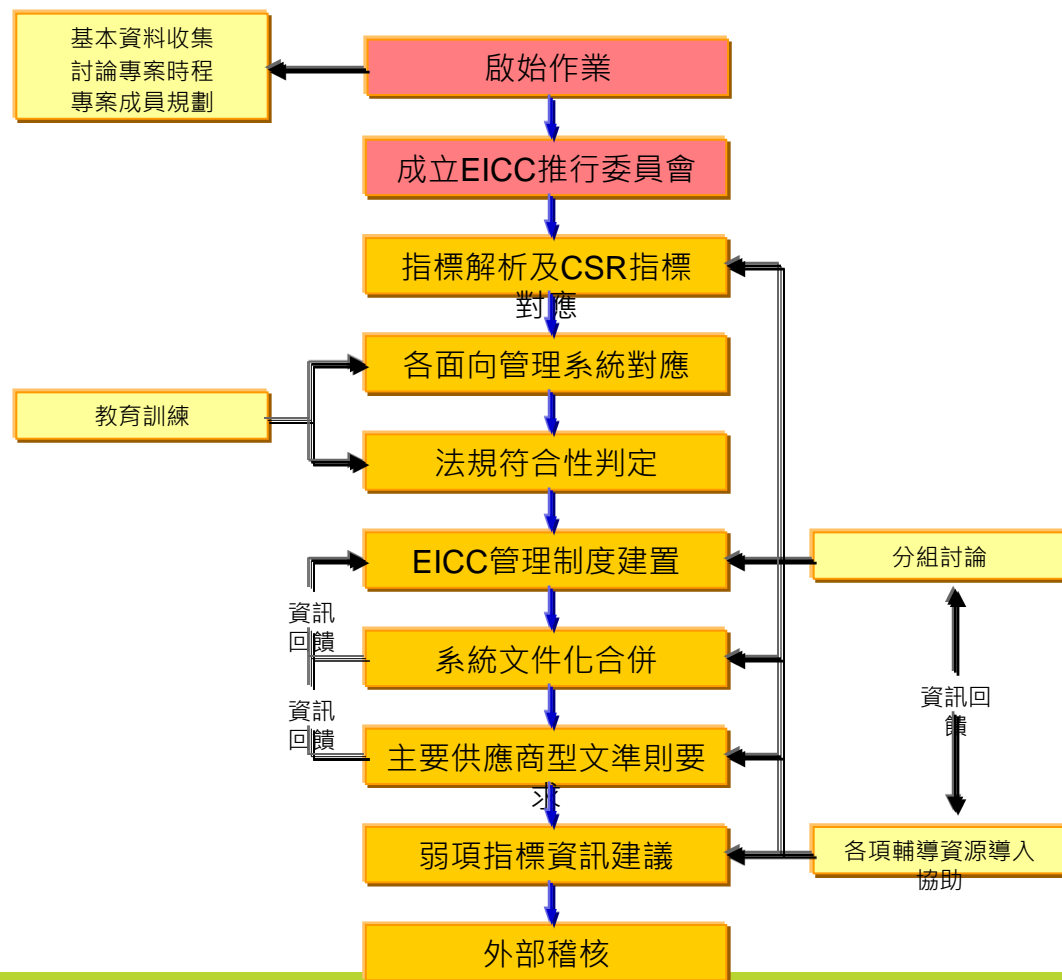 基本資料收集
討論專案時程
專案成員規劃
啟始作業
成立EICC推行委員會
指標解析及CSR指標
對應
各面向管理系統對應
教育訓練
法規符合性判定
EICC管理制度建置
分組討論
資訊
回饋
系統文件化合併
資訊
回饋
資訊回
饋
主要供應商型文準則要
求
弱項指標資訊建議
各項輔導資源導入
協助
外部稽核